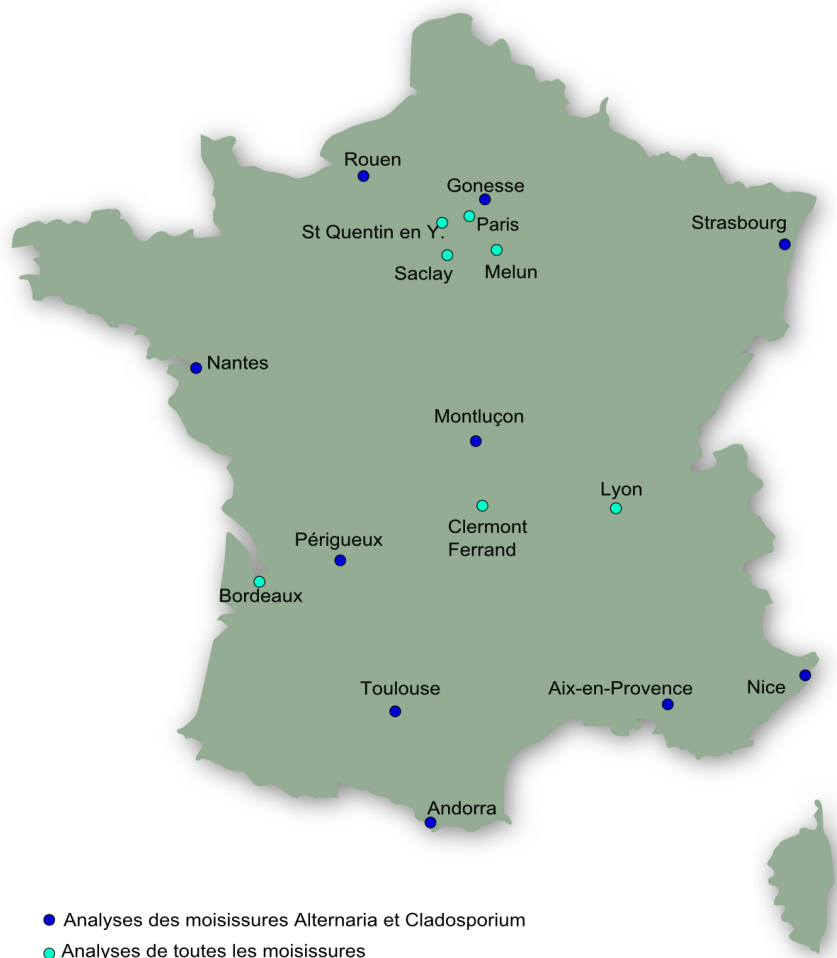 Rouen
Gonesse
Strasbourg
Paris
St Quentin en Y.
Saclay
Melun
Nantes
Montluçon
Lyon
Clermont
Ferrand
Périgueux
Bordeaux
Toulouse
Aix-en-Provence
Nice
Andorra
Analyses des moisissures Alternaria et Cladosporium
Analyses de toutes les moisissures